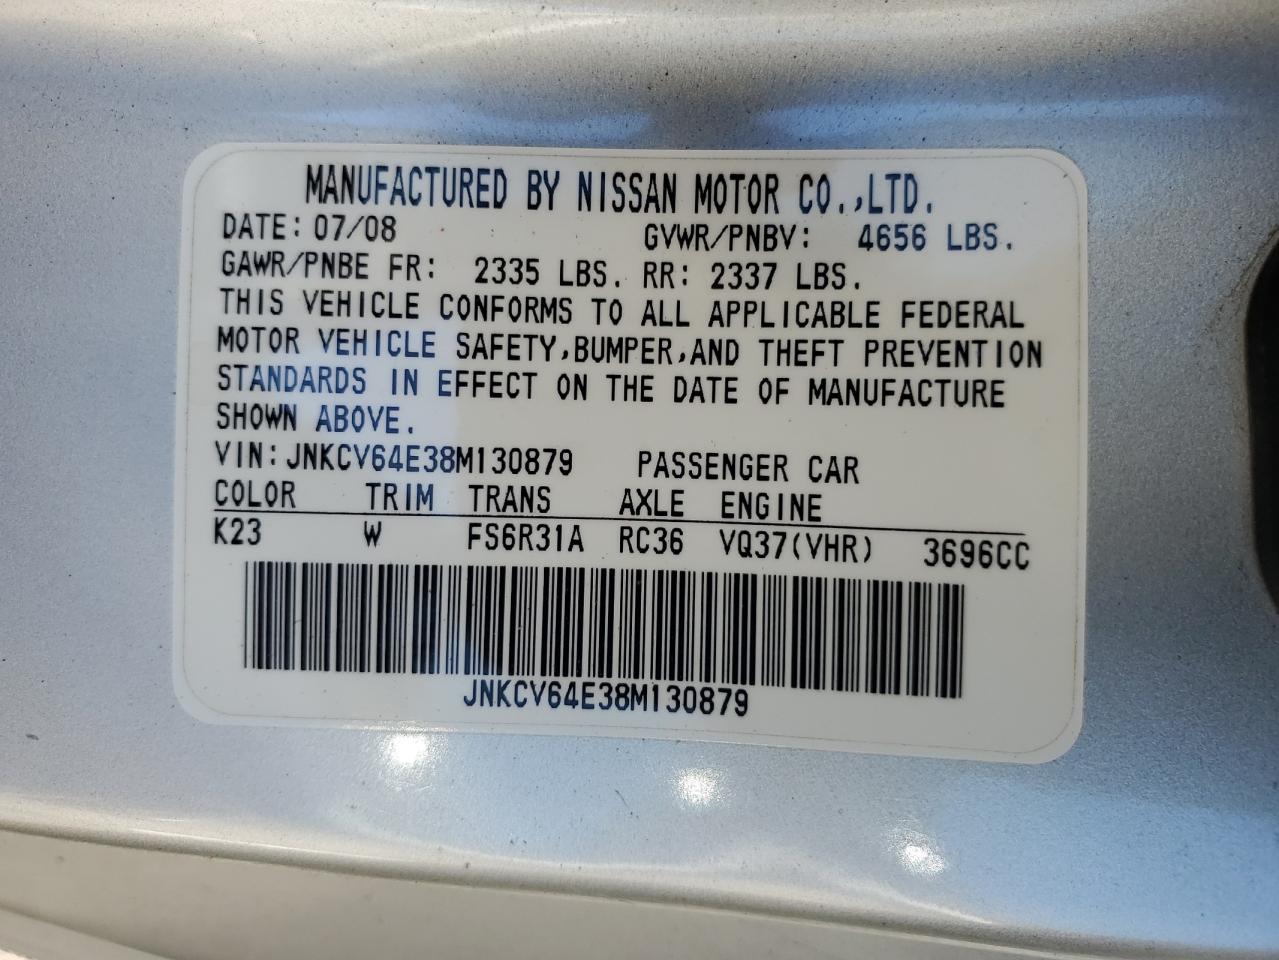 MANUFACTURED BY NISSAN MOTOR CO.,LTD.
DATE: 07/08 GVWR/PNBV: 4656 LBS.
GAWR/PNBE FR: 2335 LBS. RR: 2337 LBS.
THIS VEHICLE CONFORMS TO ALL APPLICABLE FEDERAL
MOTOR VEHICLE SAFETY,BUMPER,AND THEFT PREVENTION
STANDARDS IN EFFECT ON THE DATE OF MANUFACTURE
SHOWN ABOVE.
VIN: JNKCV64E38M130879 PASSENGER CAR
COLOR TRIM TRANS AXLE ENGINE
K23 W FS6R31A RC36 VQ37(VHR) 3696CC
JNKCV64E38M130879